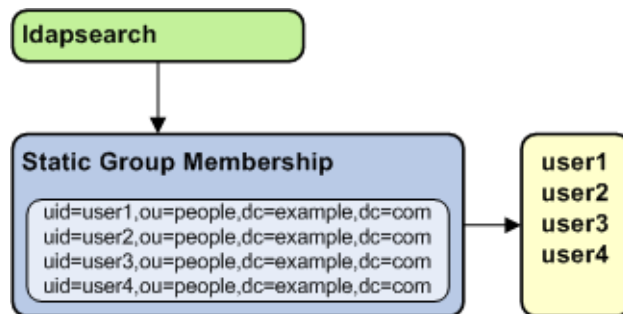 ldapsearch
Static Group Membership
uid=user1,ou=people,dc=example,dc=com
uid=user2,ou=people,dc=example,dc=com
uid=user3,ou=people,dc=example,dc=com
uid=user4,ou=people,dc=example,dc=com
user1
user2
user3
user4